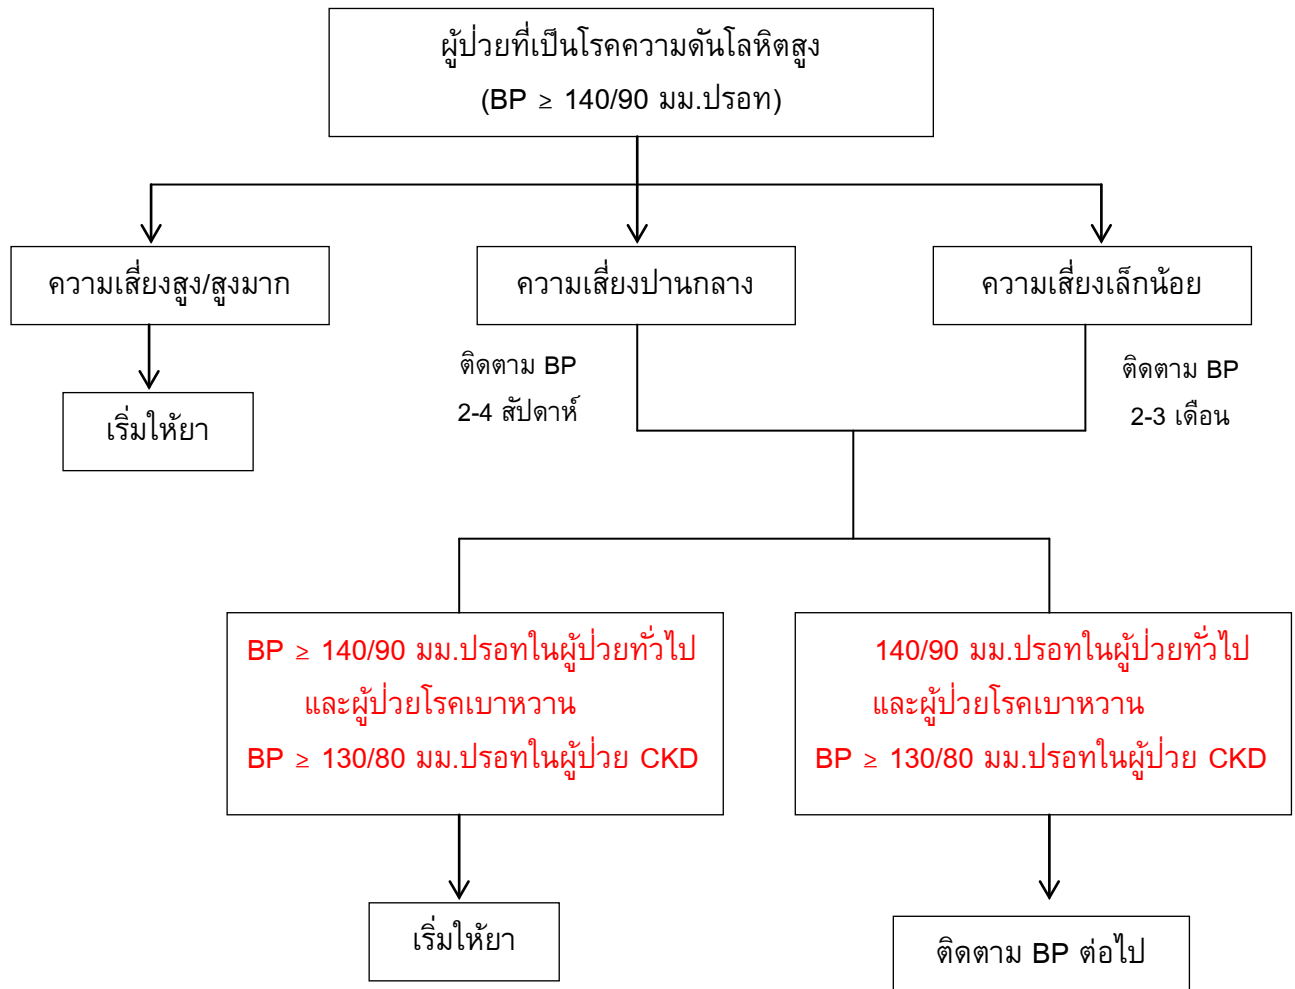 ผู้ป่วยที่เป็นโรคความดันโลหิตสูง
(BP ≥ 140/90 มม.ปรอท)
ความเสี่ยงสูง/สูงมาก
ความเสี่ยงปานกลาง
ความเสี่ยงเล็กน้อย
เริ่มให้ยา
ติดตาม BP
2-4 สัปดาห์
ติดตาม BP
2-3 เดือน
BP ≥ 140/90 มม.ปรอทในผู้ป่วยทั่วไป
และผู้ป่วยโรคเบาหวาน
BP ≥ 130/80 มม.ปรอทในผู้ป่วย CKD
140/90 มม.ปรอทในผู้ป่วยทั่วไป
และผู้ป่วยโรคเบาหวาน
BP ≥ 130/80 มม.ปรอทในผู้ป่วย CKD
เริ่มให้ยา
ติดตาม BP ต่อไป